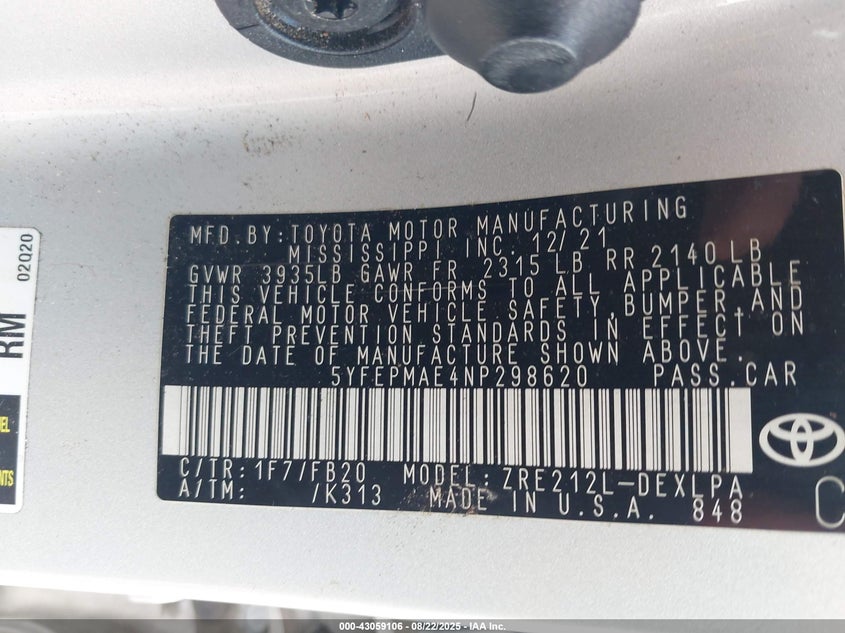 MFD.BY:TOYOTA MOTOR MANUFACTURING
MISSISSIPPI INC. 12/21
GVWR 3935LB GAWR FR 2315 LB RR 2140 LB
THIS VEHICLE CONFORMS TO ALL APPLICABLE
FEDERAL MOTOR VEHICLE SAFETY,BUMPER,AND
THEFT PREVENTION STANDARDS IN EFFECT ON
THE DATE OF MANUFACTURE SHOWN ABOVE.
5YFEPMAE4NP298620 PASS.CAR
C/TR: 1F7/FB20 MODEL: ZRE212L-DEXLPA
A/TM: /K313 MADE IN U.S.A. 848
C
RM
02Q20
000-43059106 - 08/22/2025 - IAA Inc.